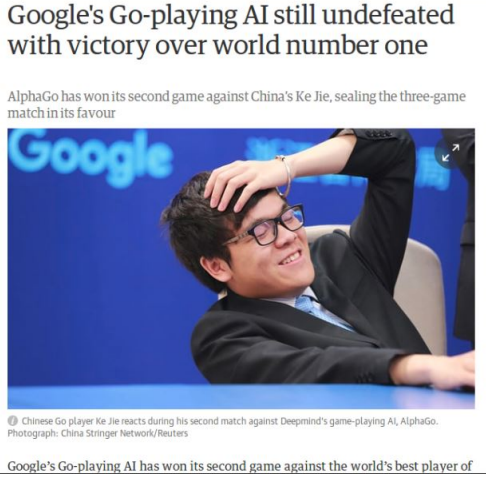 Google's Go-playing AI still undefeated
with victory over world number one
AlphaGo has won its second game against China's Ke Jie, sealing the three-game
match in its favour
Google
Chinese Go player Ke Jie reacts during his second match against Deepmind's game-playing AI, AlphaGo.
Photograph: China Stringer Network/Reuters
Google's Go-playing AI has won its second game against the world's best player of